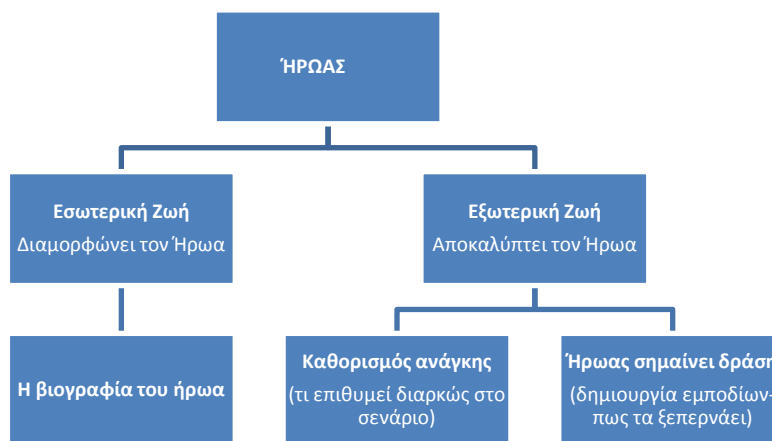 ΉΡΩΑΣ
Εσωτερική Ζωή
Διαμορφώνει τον Ήρωα
Εξωτερική Ζωή
Αποκαλύπτει τον Ήρωα
Η βιογραφία του ήρωα
Καθορισμός ανάγκης
(τι επιθυμεί διαρκώς στο
σενάριο)
Ήρωας σημαίνει δράση
(δημιουργία εμποδίων-
πως τα ξεπερνάει)